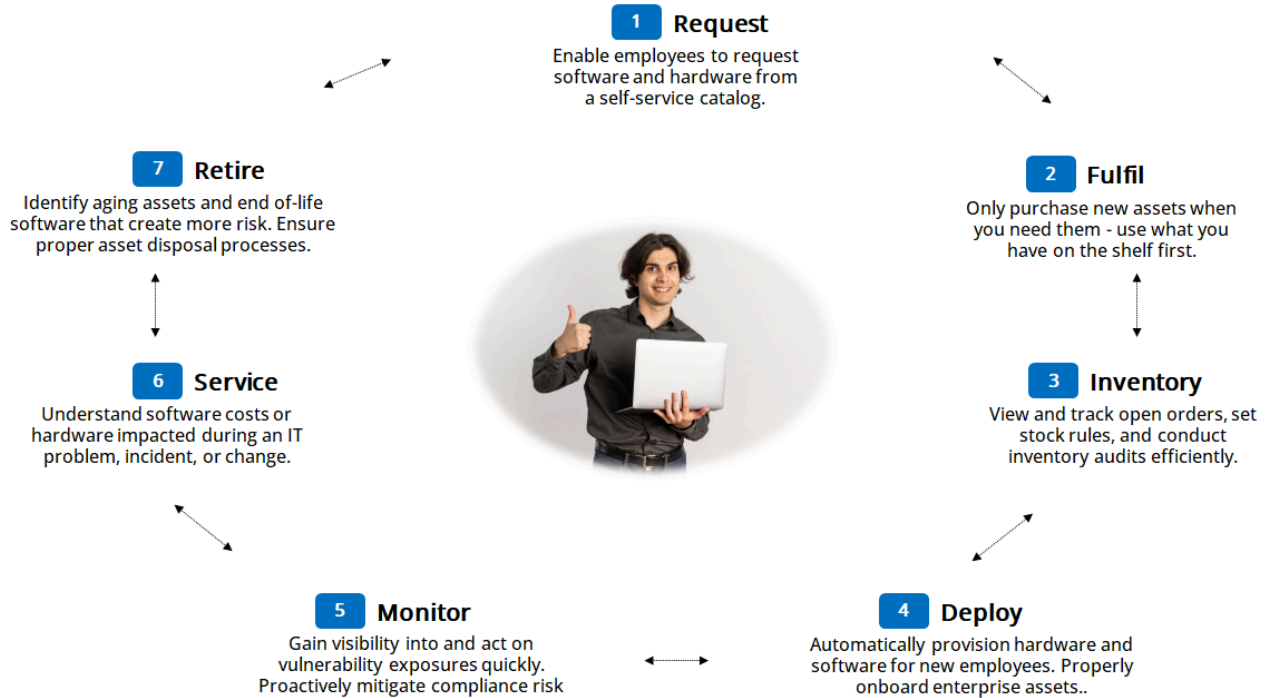 1 Request
Enable employees to request
software and hardware from
a self-service catalog.
2 Fulfil
Only purchase new assets when
you need them - use what you
have on the shelf first.
3 Inventory
View and track open orders, set
stock rules, and conduct
inventory audits efficiently.
4 Deploy
Automatically provision hardware and
software for new employees. Properly
onboard enterprise assets..
5 Monitor
Gain visibility into and act on
vulnerability exposures quickly.
Proactively mitigate compliance risk
6 Service
Understand software costs or
hardware impacted during an IT
problem, incident, or change.
7 Retire
Identify aging assets and end of-life
software that create more risk. Ensure
proper asset disposal processes.